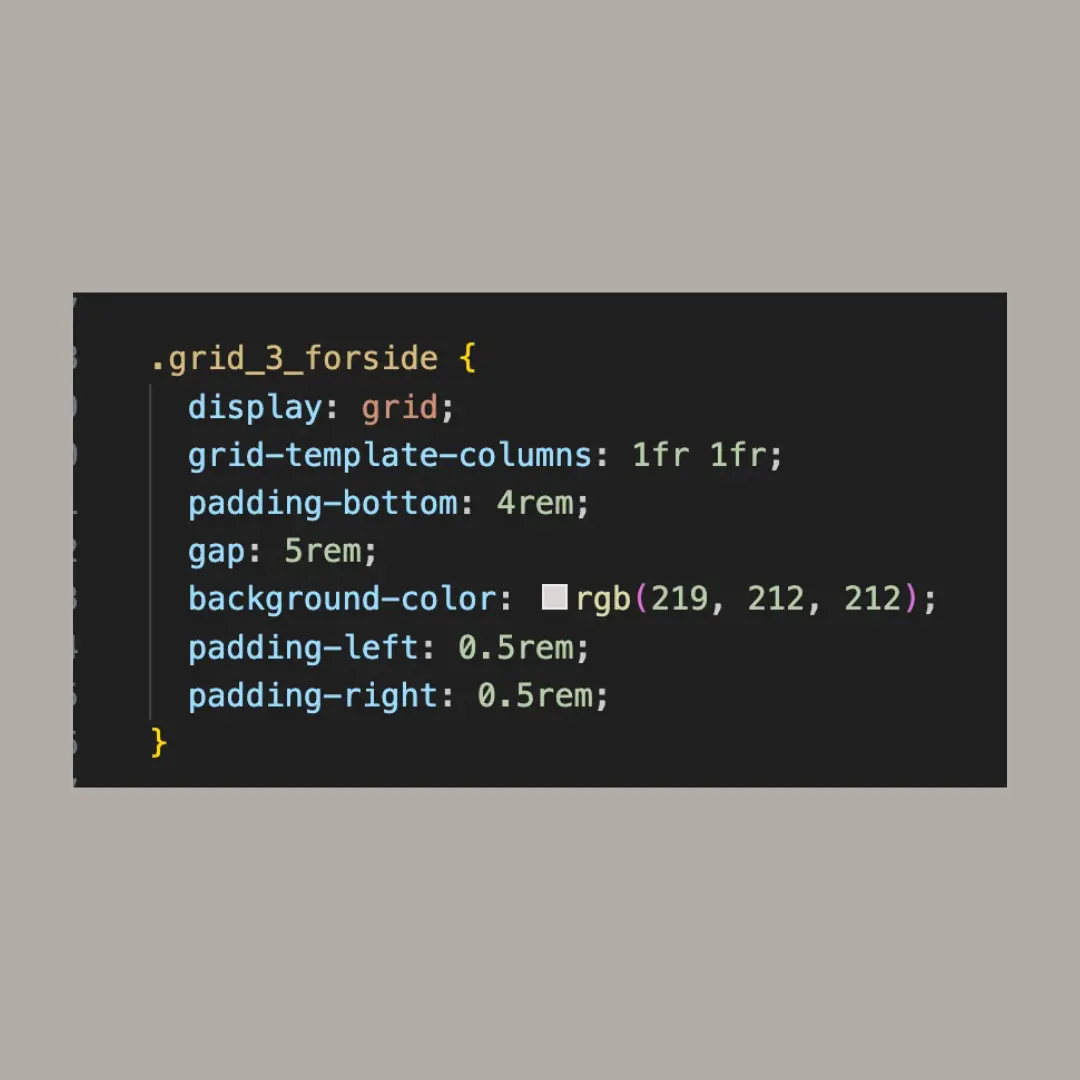 .grid_3_forside {
display: grid;
grid-template-columns: 1fr 1fr;
padding-bottom: 4rem;
gap: 5rem;
background-color: rgb(219, 212, 212);
padding-left: 0.5rem;
padding-right: 0.5rem;
}